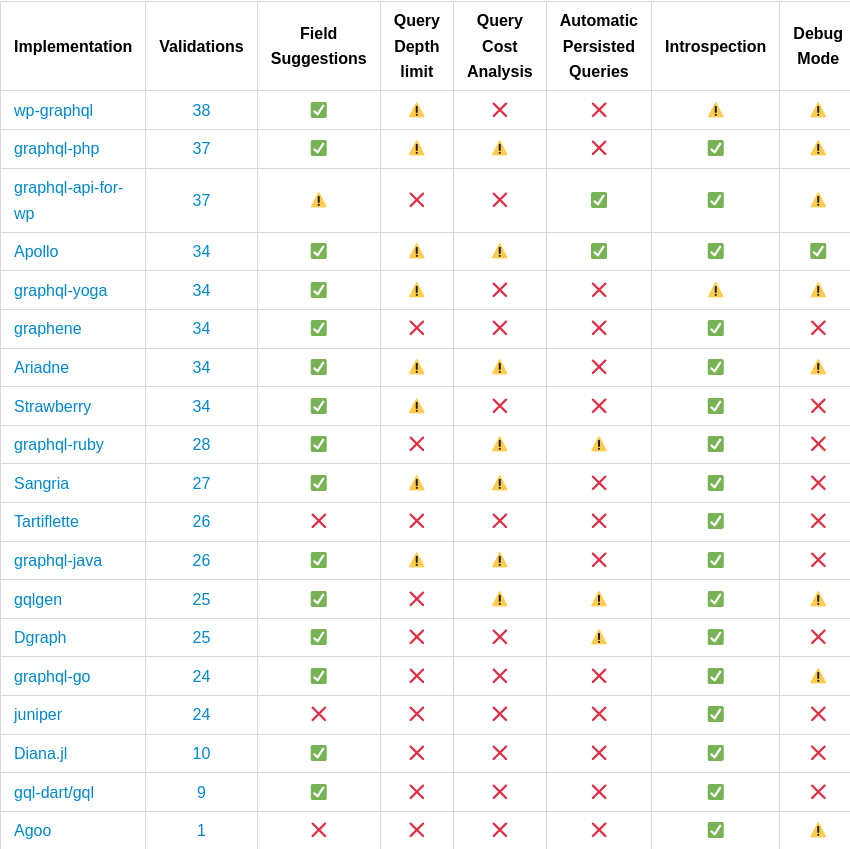 Implementation Validations Field Suggestions Query Depth limit Query Cost Analysis Automatic Persisted Queries Introspection Debug Mode
wp-graphql 38 ✅ ⚠️ ❌ ❌ ⚠️ ⚠️
graphql-php 37 ✅ ⚠️ ⚠️ ❌ ✅ ⚠️
graphql-api-for-wp 37 ⚠️ ❌ ❌ ✅ ✅ ⚠️
Apollo 34 ✅ ⚠️ ⚠️ ✅ ✅ ✅
graphql-yoga 34 ✅ ⚠️ ❌ ❌ ⚠️ ⚠️
graphene 34 ✅ ❌ ❌ ❌ ✅ ❌
Ariadne 34 ✅ ⚠️ ⚠️ ❌ ✅ ⚠️
Strawberry 34 ✅ ⚠️ ❌ ❌ ✅ ❌
graphql-ruby 28 ✅ ❌ ⚠️ ⚠️ ✅ ❌
Sangria 27 ✅ ⚠️ ⚠️ ❌ ✅ ❌
Tartiflette 26 ❌ ❌ ❌ ❌ ✅ ❌
graphql-java 26 ✅ ⚠️ ⚠️ ❌ ✅ ❌
gqlgen 25 ✅ ❌ ⚠️ ⚠️ ✅ ⚠️
Dgraph 25 ✅ ❌ ❌ ⚠️ ✅ ❌
graphql-go 24 ✅ ❌ ❌ ❌ ✅ ⚠️
juniper 24 ❌ ❌ ❌ ❌ ✅ ❌
Diana.jl 10 ✅ ❌ ❌ ❌ ✅ ❌
gql-dart/gql 9 ✅ ❌ ❌ ❌ ✅ ❌
Agoo 1 ❌ ❌ ❌ ❌ ✅ ⚠️